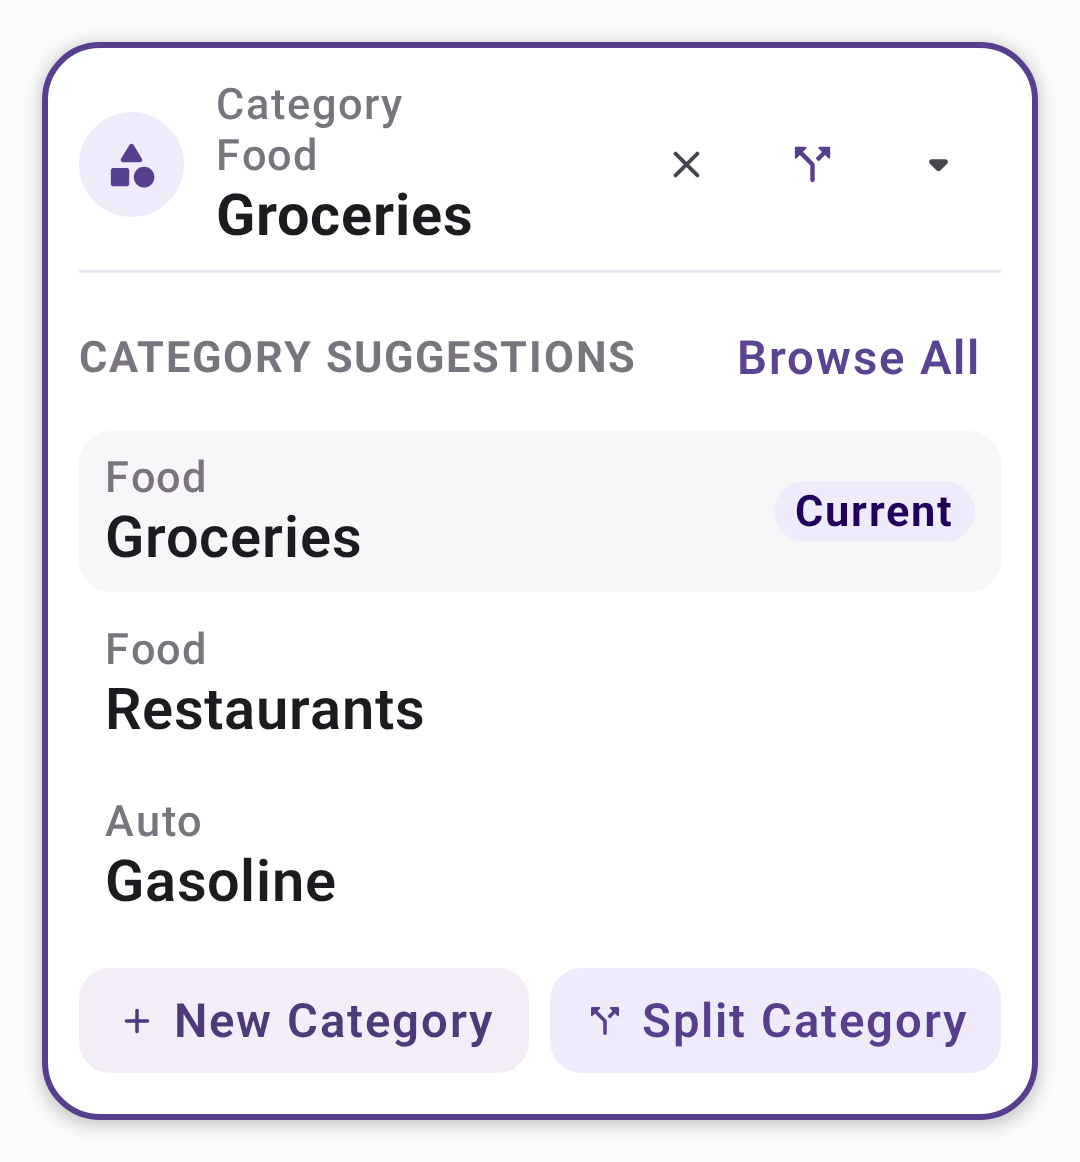 Category
Food
Groceries
CATEGORY SUGGESTIONS
Browse All
Food
Groceries
Current
Food
Restaurants
Auto
Gasoline
New Category
Split Category